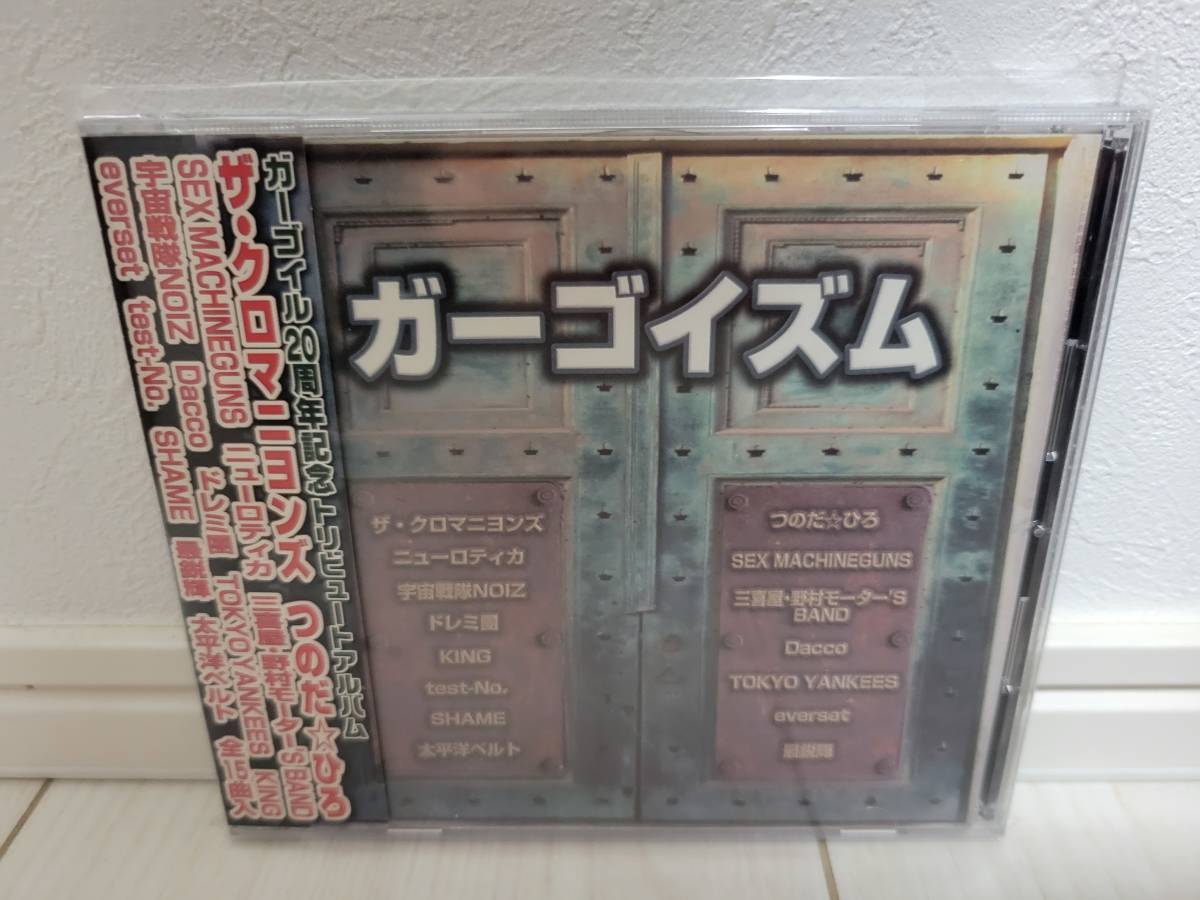 ガーゴイル20周年記念トリビュートアルバム
ザ・クロマニヨンズ つのだ☆ひろ
SEX MACHINEGUNS ニューロティカ 三喜屋・野村モーター'S BAND
宇宙戦隊NOIZ Dacco ドレミ團 TOKYO YANKEES KING
everset test-No. SHAME 最鋭輝 太平洋ベルト 全15曲入
ガーゴイズム
ザ・クロマニヨンズ
ニューロティカ
宇宙戦隊NOIZ
ドレミ團
KING
test-No.
SHAME
太平洋ベルト
つのだ☆ひろ
SEX MACHINEGUNS
三喜屋・野村モーター'S
BAND
Dacco
TOKYO YANKEES
everset
最鋭輝